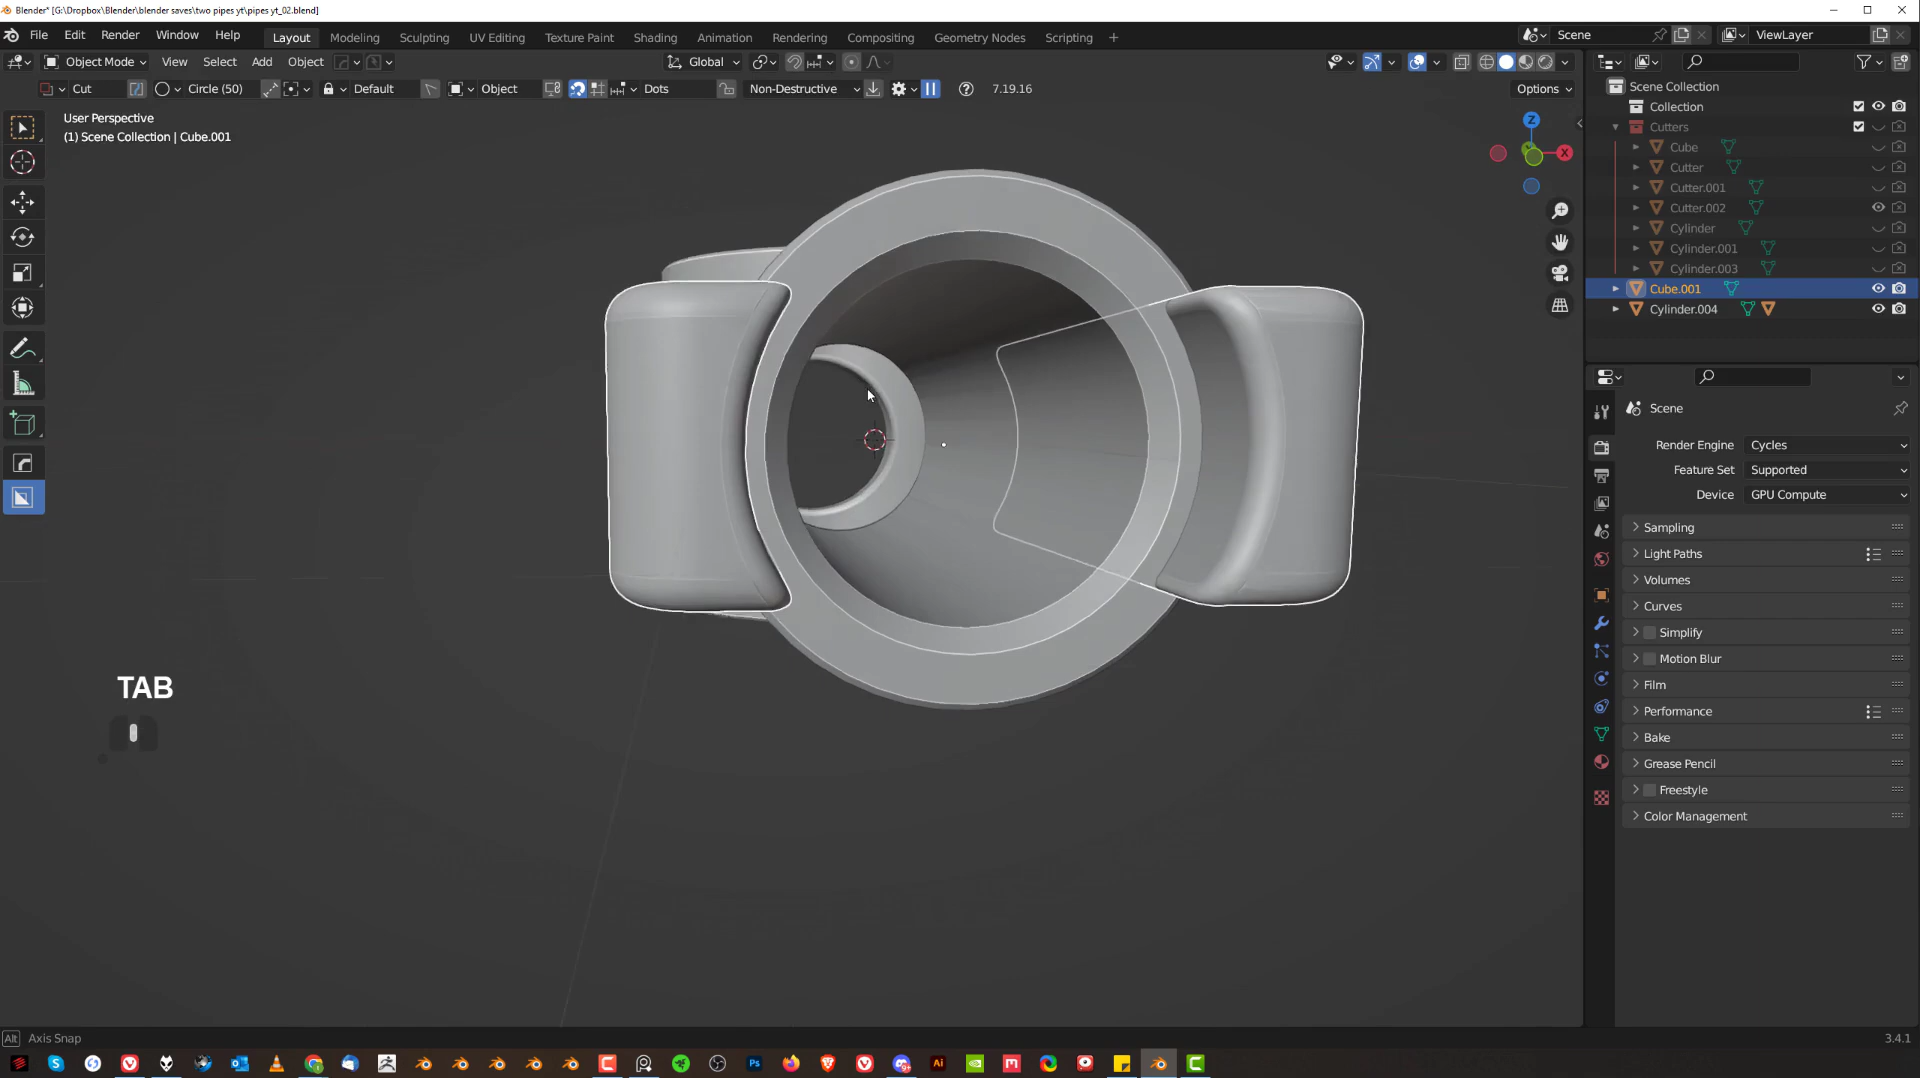 Blender* [G:\Dropbox\Blender\blender saves\two pipes yt\pipes yt_02.blend]
File Edit Render Window Help Layout Modeling Sculpting UV Editing Texture Paint Shading Animation Rendering Compositing Geometry Nodes Scripting + Scene ViewLayer
Object Mode View Select Add Object Global
Cut Circle (50) Default Object Dots Non-Destructive 7.19.16 Options
User Perspective
(1) Scene Collection | Cube.001
Z
X
Scene Collection
Collection
Cutters
Cube
Cutter
Cutter.001
Cutter.002
Cylinder
Cylinder.001
Cylinder.003
Cube.001
Cylinder.004
Scene
Render Engine Cycles
Feature Set Supported
Device GPU Compute
Sampling
Light Paths
Volumes
Curves
Simplify
Motion Blur
Film
Performance
Bake
Grease Pencil
Freestyle
Color Management
TAB
Alt Axis Snap 3.4.1
Ps Ai